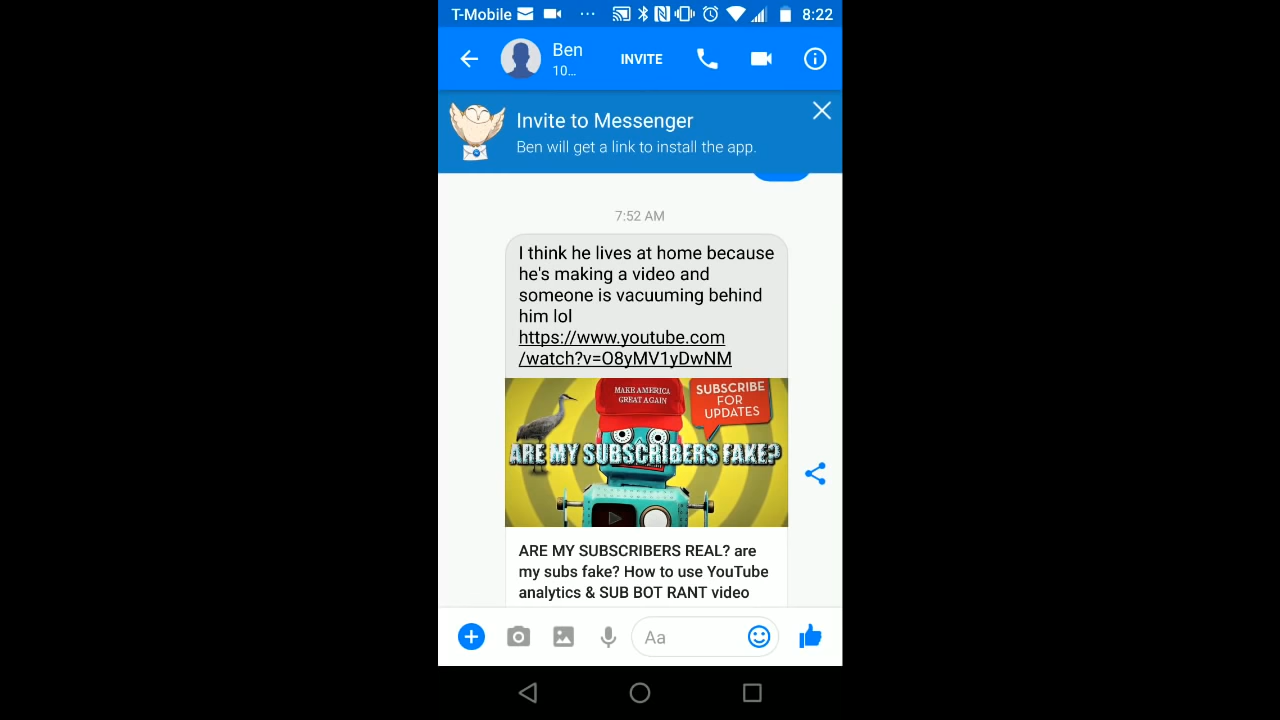 T-Mobile 8:22
Ben
10...
INVITE
Invite to Messenger
Ben will get a link to install the app.
7:52 AM
I think he lives at home because
he's making a video and
someone is vacuuming behind
him lol
https://www.youtube.com
/watch?v=O8yMV1yDwNM
MAKE AMERICA
GREAT AGAIN
SUBSCRIBE
FOR
UPDATES
ARE MY SUBSCRIBERS FAKE?
ARE MY SUBSCRIBERS REAL? are
my subs fake? How to use YouTube
analytics & SUB BOT RANT video
Aa